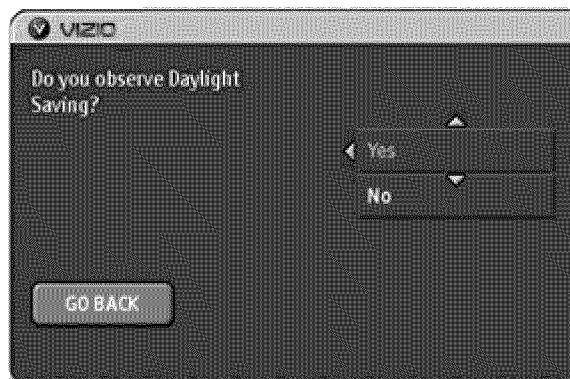 VIZIO
Do you observe Daylight
Saving?
Yes
No
GO BACK